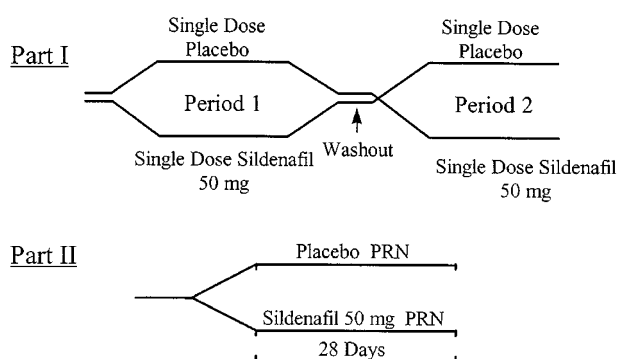 Part I
Single Dose
Placebo
Period 1
Single Dose Sildenafil
50 mg
Washout
Single Dose
Placebo
Period 2
Single Dose Sildenafil
50 mg
Part II
Placebo PRN
Sildenafil 50 mg PRN
28 Days